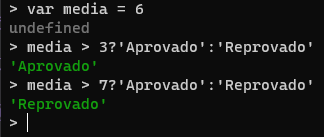 > var media = 6
undefined
> media > 3?'Aprovado':'Reprovado'
'Aprovado'
> media > 7?'Aprovado':'Reprovado'
'Reprovado'
>